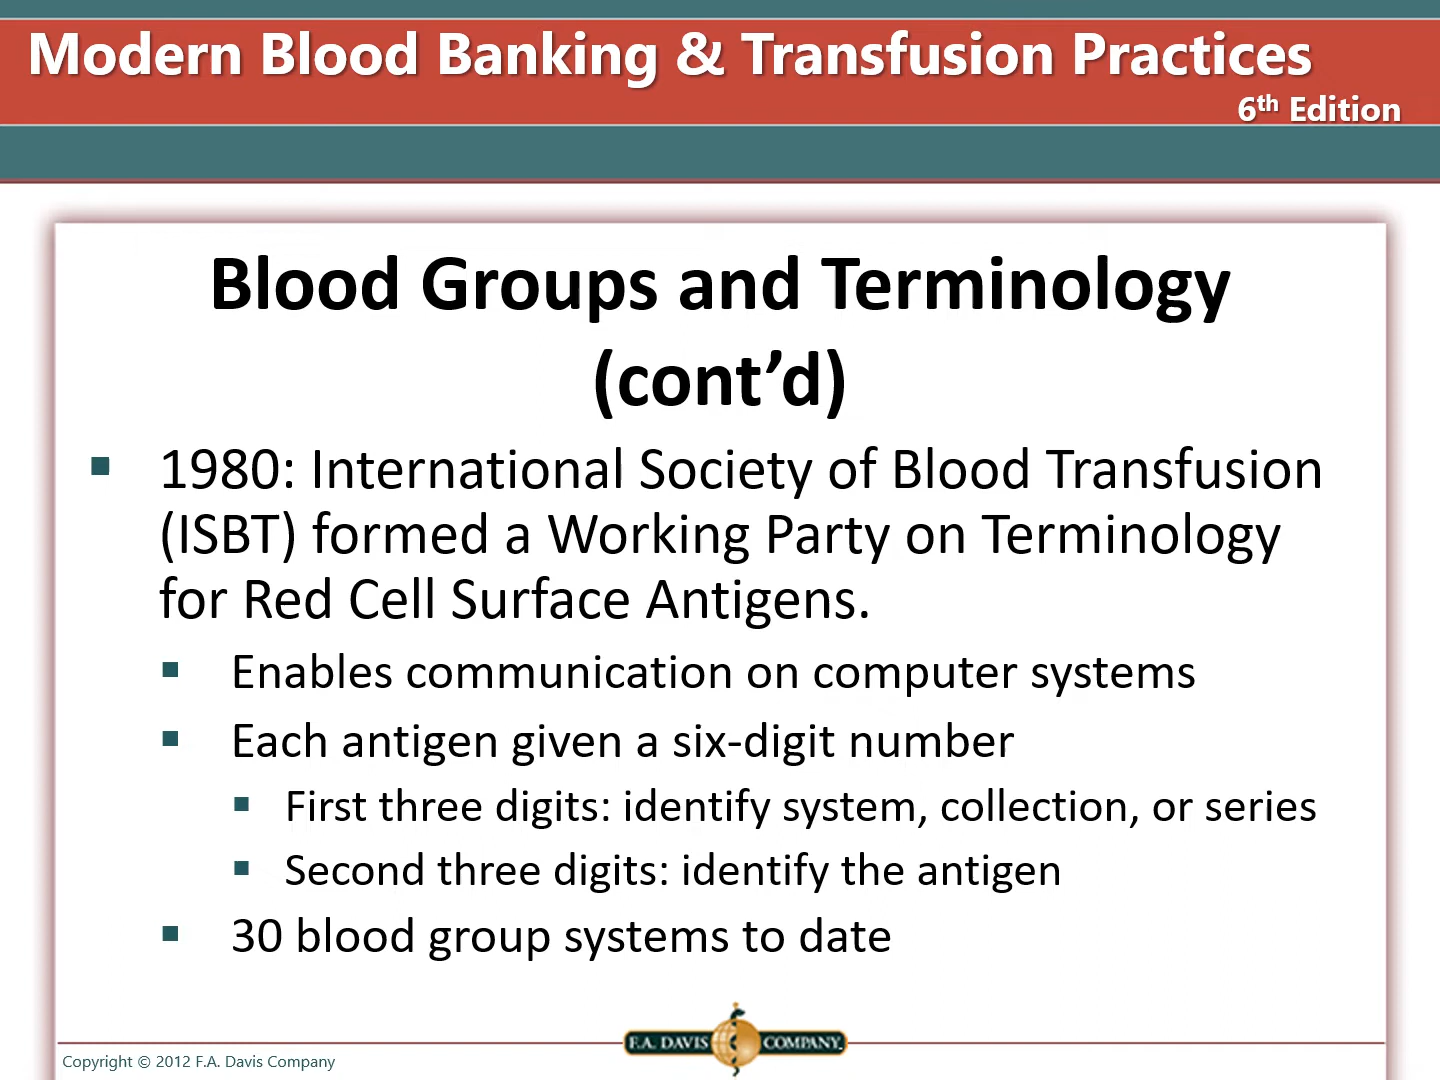 Modern Blood Banking & Transfusion Practices
6th Edition
Blood Groups and Terminology
(cont’d)
1980: International Society of Blood Transfusion
(ISBT) formed a Working Party on Terminology
for Red Cell Surface Antigens.
Enables communication on computer systems
Each antigen given a six-digit number
First three digits: identify system, collection, or series
Second three digits: identify the antigen
30 blood group systems to date
F.A. DAVIS COMPANY
Copyright © 2012 F.A. Davis Company